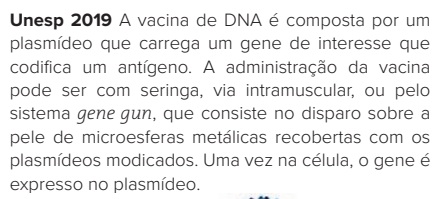 Unesp 2019 A vacina de DNA é composta por um
plasmídeo que carrega um gene de interesse que
codifica um antígeno. A administração da vacina
pode ser com seringa, via intramuscular, ou pelo
sistema gene gun, que consiste no disparo sobre a
pele de microesferas metálicas recobertas com os
plasmídeos modicados. Uma vez na célula, o gene é
expresso no plasmídeo.